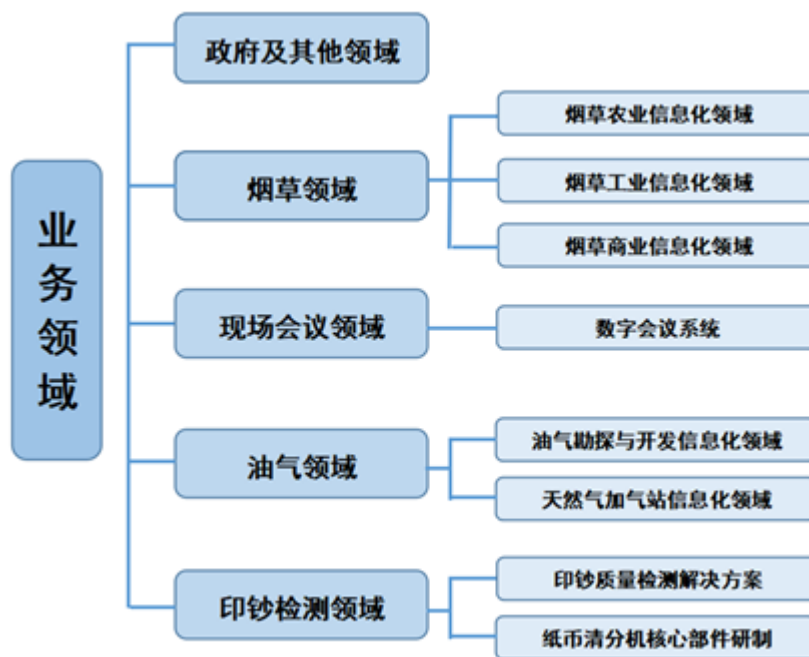 业务领域
政府及其他领域
烟草领域
烟草农业信息化领域
烟草工业信息化领域
烟草商业信息化领域
现场会议领域
数字会议系统
油气领域
油气勘探与开发信息化领域
天然气加气站信息化领域
印钞检测领域
印钞质量检测解决方案
纸币清分机核心部件研制